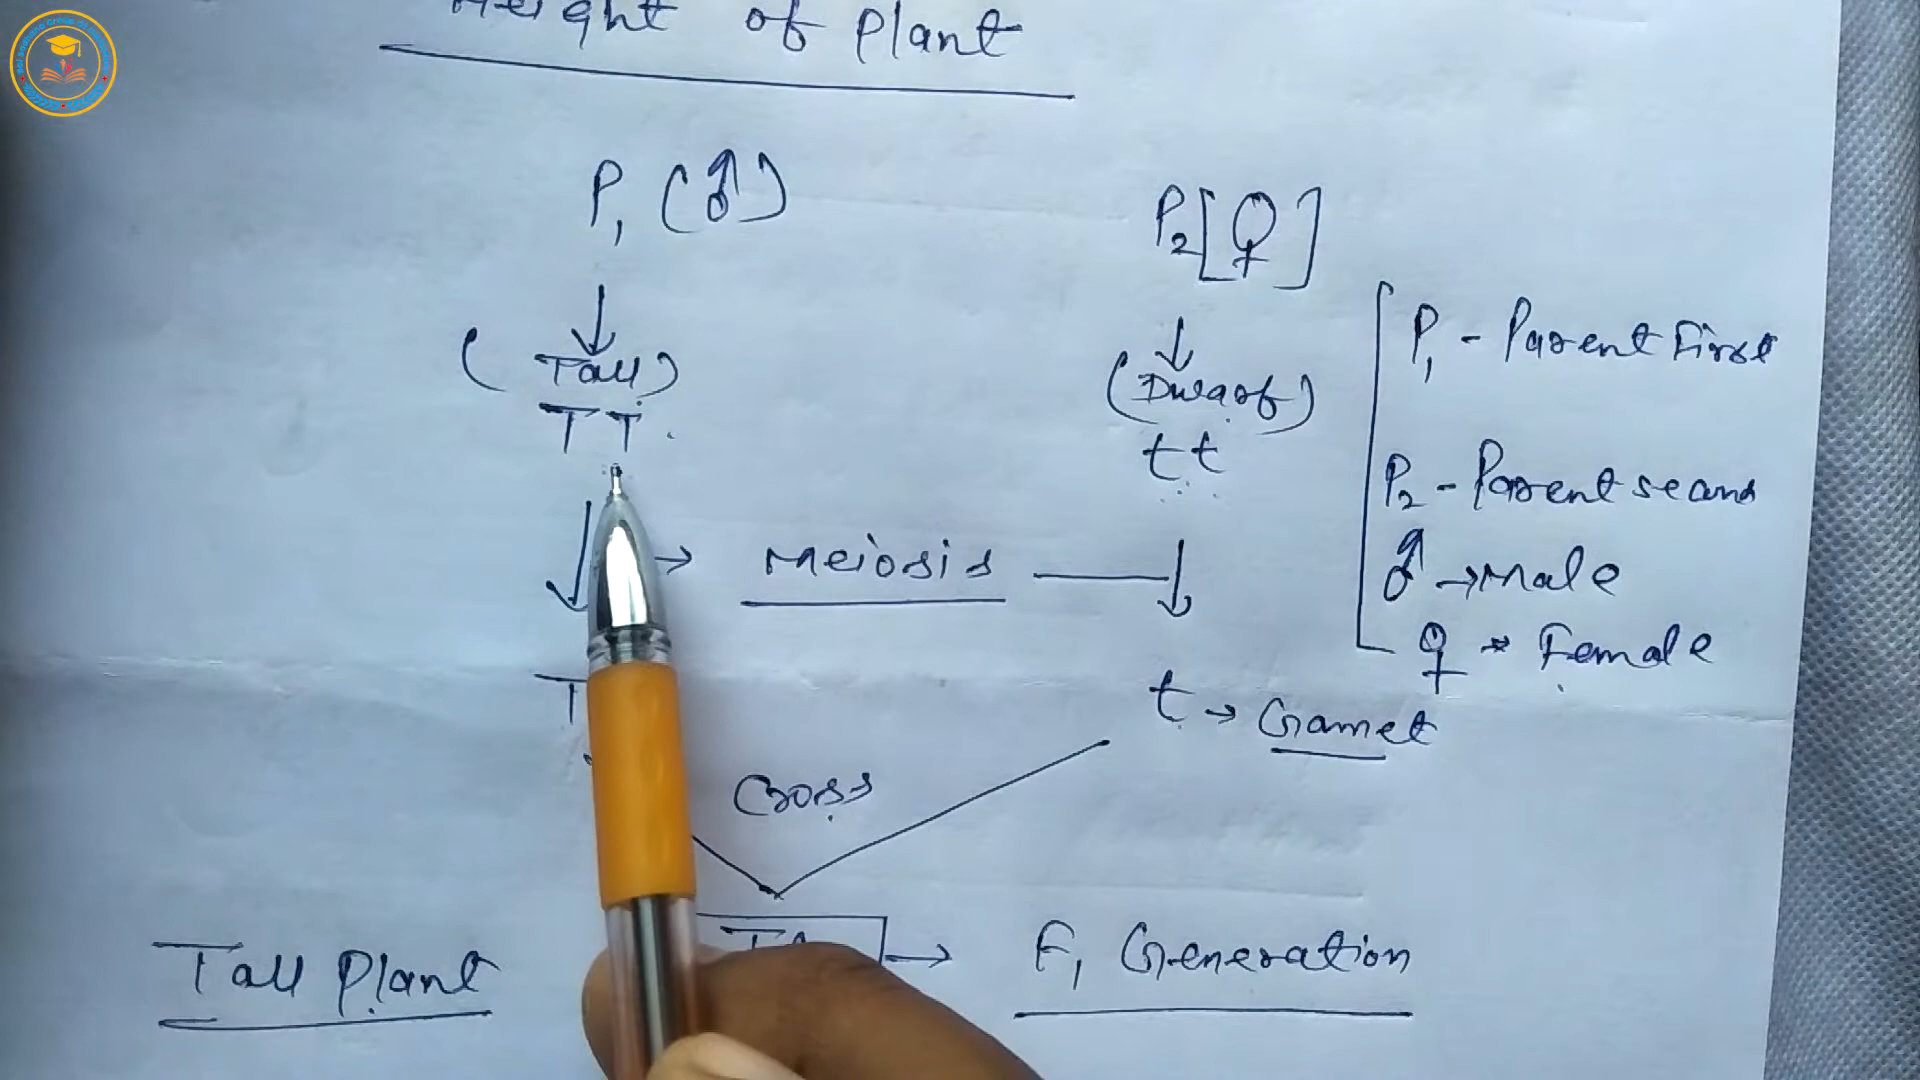 Height of Plant
P1 (♂)
P2 [♀]
(Tall)
TT
(Dwarf)
tt
P1 - Parent First
P2 - Parent second
♂ → Male
♀ → Female
→ Meiosis
T
t → Gamet
Cross
Tall Plant
→ F1 Generation